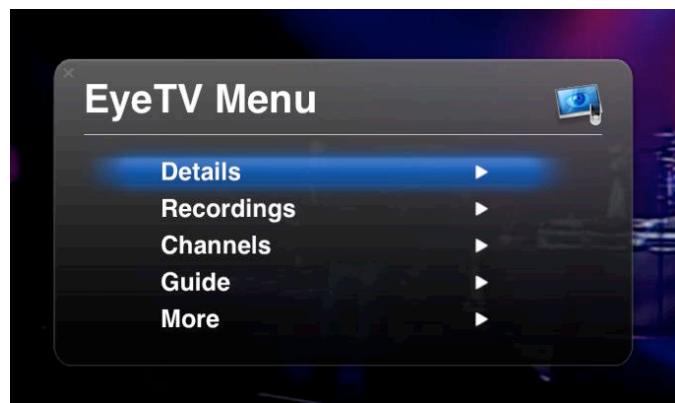 EyeTV Menu
Details
Recordings
Channels
Guide
More